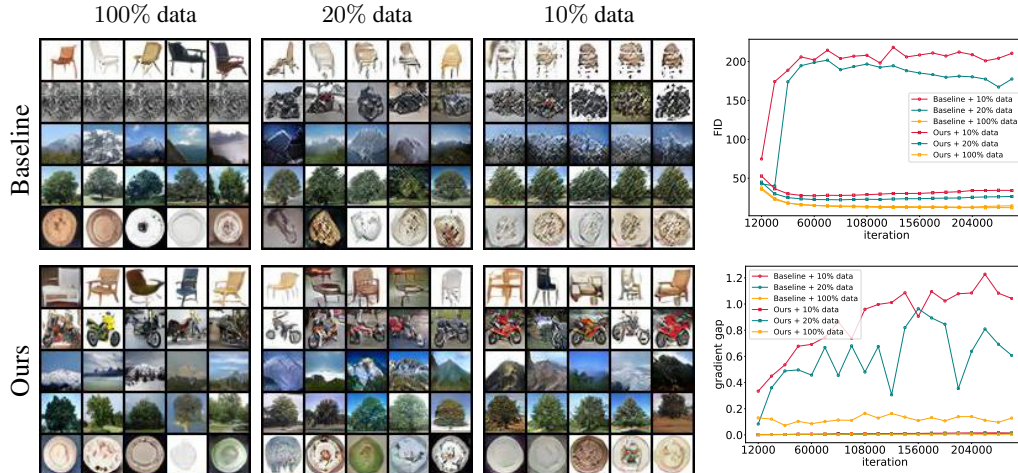 100% data
20% data
10% data
Baseline
Ours
200
150
100
50
FID
Baseline + 10% data
Baseline + 20% data
Baseline + 100% data
Ours + 10% data
Ours + 20% data
Ours + 100% data
12000 60000 108000 156000 204000
iteration
1.2
1.0
0.8
0.6
0.4
0.2
0.0
gradient gap
Baseline + 10% data
Baseline + 20% data
Baseline + 100% data
Ours + 10% data
Ours + 20% data
Ours + 100% data
12000 60000 108000 156000 204000
iteration